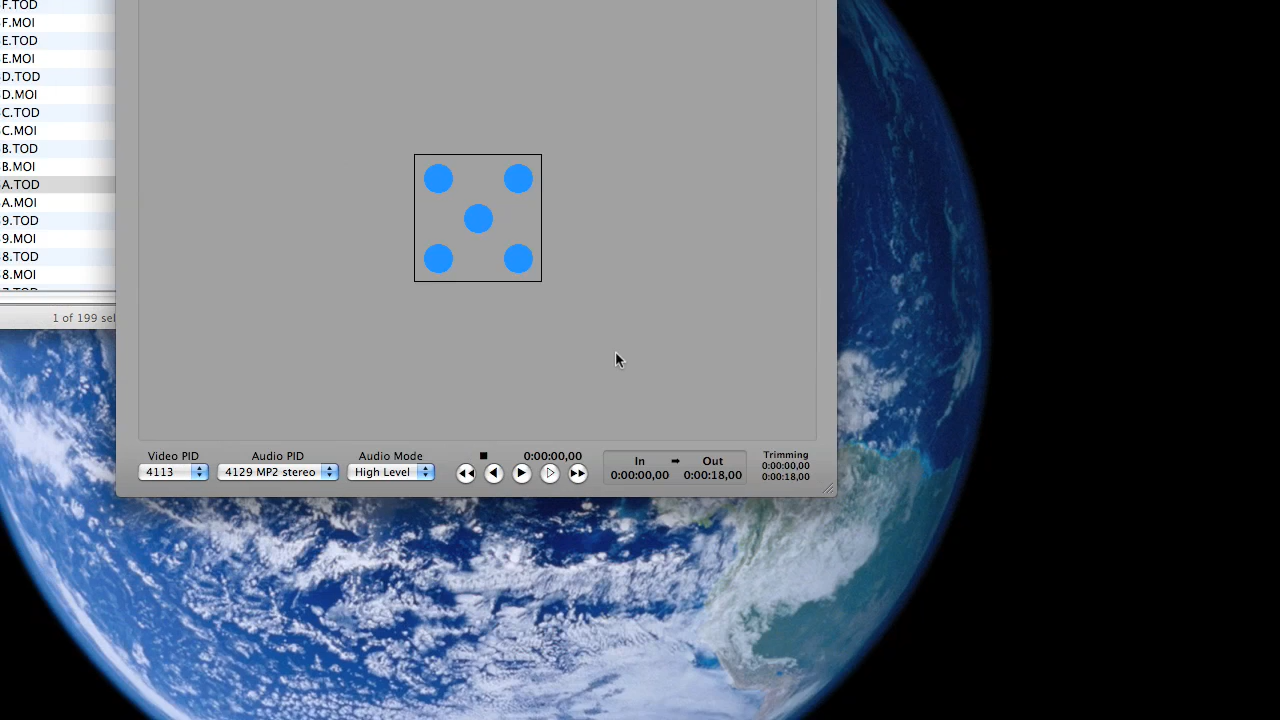 F.TOD
F.MOI
E.TOD
E.MOI
D.TOD
D.MOI
C.TOD
C.MOI
B.TOD
B.MOI
A.TOD
A.MOI
9.TOD
9.MOI
8.TOD
8.MOI
1 of 199 sel
Video PID
Audio PID
Audio Mode
0:00:00,00
4113
4129 MP2 stereo
High Level
In ➡ Out
0:00:00,00 0:00:18,00
Trimming
0:00:00,00
0:00:18,00